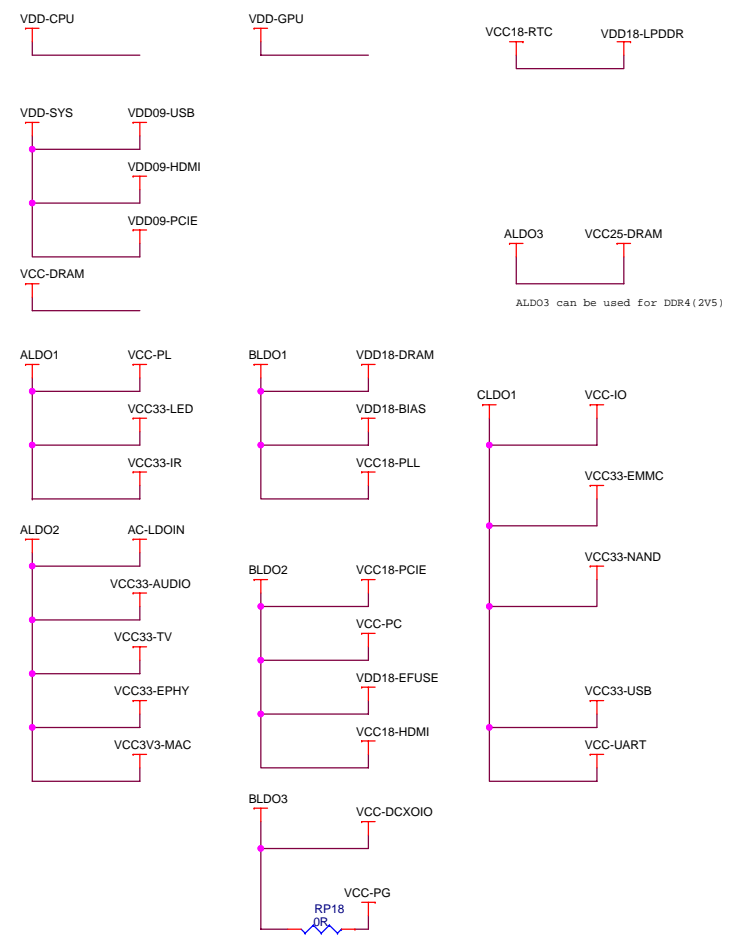 VDD-CPU
VDD-GPU
VCC18-RTC
VDD18-LPDDR
VDD-SYS
VDD09-USB
VDD09-HDMI
VDD09-PCIE
ALDO3
VCC25-DRAM
VCC-DRAM
ALDO3 can be used for DDR4(2V5)
ALDO1
VCC-PL
VCC33-LED
VCC33-IR
BLDO1
VDD18-DRAM
VDD18-BIAS
VCC18-PLL
CLDO1
VCC-IO
VCC33-EMMC
VCC33-NAND
VCC33-USB
VCC-UART
ALDO2
AC-LDOIN
VCC33-AUDIO
VCC33-TV
VCC33-EPHY
VCC3V3-MAC
BLDO2
VCC18-PCIE
VCC-PC
VDD18-EFUSE
VCC18-HDMI
BLDO3
VCC-DCXOIO
VCC-PG
RP18
0R